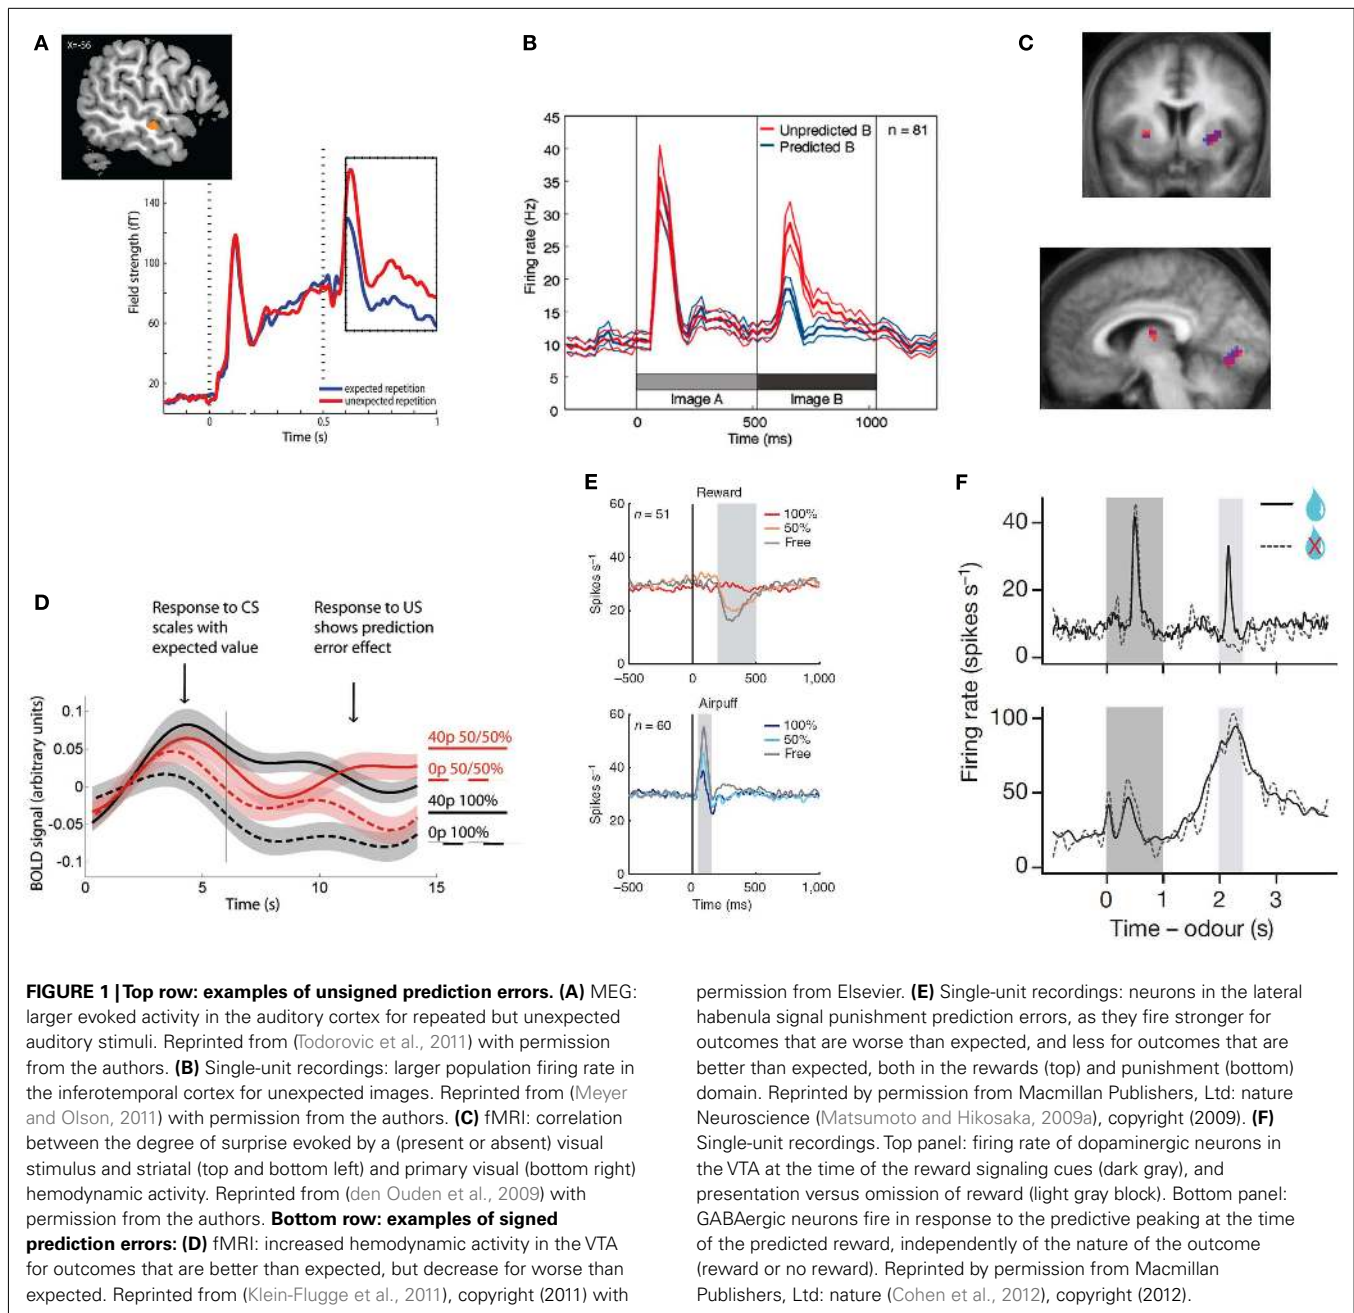 A
X=-56
140
100
60
20
Field strength (fT)
expected repetition
unexpected repetition
0
0.5
1
Time (s)
B
45
40
35
30
25
20
15
10
5
0
Firing rate (Hz)
Unpredicted B
Predicted B
n = 81
Image A
Image B
0
500
1000
Time (ms)
C
D
Response to CS
scales with
expected value
Response to US
shows prediction
error effect
0.1
0.05
0
-0.05
-0.1
BOLD signal (arbitrary units)
40p 50/50%
0p 50/50%
40p 100%
0p 100%
0
5
10
15
Time (s)
E
Reward
60
40
20
0
Spikes s⁻¹
n = 51
100%
50%
Free
−500
0
500
1,000
Airpuff
60
40
20
0
Spikes s⁻¹
n = 60
100%
50%
Free
−500
0
500
1,000
Time (ms)
F
40
20
0
X
100
50
0
Firing rate (spikes s⁻¹)
0
1
2
3
Time – odour (s)
FIGURE 1 | Top row: examples of unsigned prediction errors. (A) MEG:
larger evoked activity in the auditory cortex for repeated but unexpected
auditory stimuli. Reprinted from (Todorovic et al., 2011) with permission
from the authors. (B) Single-unit recordings: larger population firing rate in
the inferotemporal cortex for unexpected images. Reprinted from (Meyer
and Olson, 2011) with permission from the authors. (C) fMRI: correlation
between the degree of surprise evoked by a (present or absent) visual
stimulus and striatal (top and bottom left) and primary visual (bottom right)
hemodynamic activity. Reprinted from (den Ouden et al., 2009) with
permission from the authors. Bottom row: examples of signed
prediction errors: (D) fMRI: increased hemodynamic activity in the VTA
for outcomes that are better than expected, but decrease for worse than
expected. Reprinted from (Klein-Flugge et al., 2011), copyright (2011) with
permission from Elsevier. (E) Single-unit recordings: neurons in the lateral
habenula signal punishment prediction errors, as they fire stronger for
outcomes that are worse than expected, and less for outcomes that are
better than expected, both in the rewards (top) and punishment (bottom)
domain. Reprinted by permission from Macmillan Publishers, Ltd: nature
Neuroscience (Matsumoto and Hikosaka, 2009a), copyright (2009). (F)
Single-unit recordings. Top panel: firing rate of dopaminergic neurons in
the VTA at the time of the reward signaling cues (dark gray), and
presentation versus omission of reward (light gray block). Bottom panel:
GABAergic neurons fire in response to the predictive peaking at the time
of the predicted reward, independently of the nature of the outcome
(reward or no reward). Reprinted by permission from Macmillan
Publishers, Ltd: nature (Cohen et al., 2012), copyright (2012).